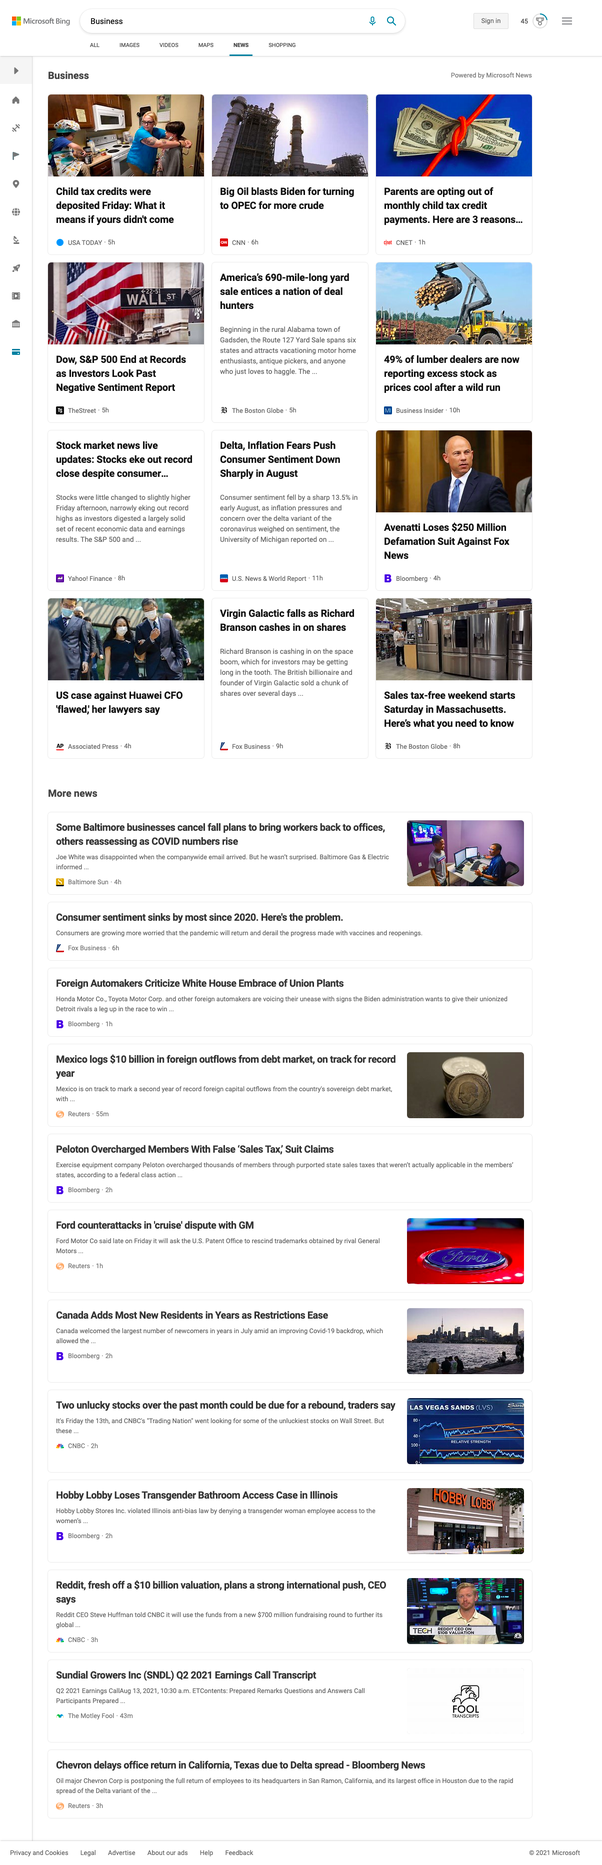 Microsoft Bing
Business
Sign in
45
ALL
IMAGES
VIDEOS
MAPS
NEWS
SHOPPING
Business
Powered by Microsoft News
Child tax credits were
deposited Friday: What it
means if yours didn't come
USA TODAY · 5h
Big Oil blasts Biden for turning
to OPEC for more crude
CNN · 6h
Parents are opting out of
monthly child tax credit
payments. Here are 3 reasons...
CNET · 1h
WALL ST
Dow, S&P 500 End at Records
as Investors Look Past
Negative Sentiment Report
TheStreet · 5h
America's 690-mile-long yard
sale entices a nation of deal
hunters
Beginning in the rural Alabama town of
Gadsden, the Route 127 Yard Sale spans six
states and attracts vacationing motor home
enthusiasts, antique pickers, and anyone
who just loves to haggle. The ...
The Boston Globe · 5h
49% of lumber dealers are now
reporting excess stock as
prices cool after a wild run
Business Insider · 10h
Stock market news live
updates: Stocks eke out record
close despite consumer...
Stocks were little changed to slightly higher
Friday afternoon, narrowly eking out record
highs as investors digested a largely solid
set of recent economic data and earnings
results. The S&P 500 and ...
Yahoo! Finance · 8h
Delta, Inflation Fears Push
Consumer Sentiment Down
Sharply in August
Consumer sentiment fell by a sharp 13.5% in
early August, as inflation pressures and
concern over the delta variant of the
coronavirus weighed on sentiment, the
University of Michigan reported on ...
U.S. News & World Report · 11h
Avenatti Loses $250 Million
Defamation Suit Against Fox
News
Bloomberg · 4h
US case against Huawei CFO
'flawed,' her lawyers say
AP Associated Press · 4h
Virgin Galactic falls as Richard
Branson cashes in on shares
Richard Branson is cashing in on the space
boom, which for investors may be getting
long in the tooth. The British billionaire and
founder of Virgin Galactic sold a chunk of
shares over several days ...
Fox Business · 9h
Sales tax-free weekend starts
Saturday in Massachusetts.
Here's what you need to know
The Boston Globe · 8h
More news
Some Baltimore businesses cancel fall plans to bring workers back to offices,
others reassessing as COVID numbers rise
Joe White was disappointed when the companywide email arrived. But he wasn't surprised. Baltimore Gas & Electric
informed ...
Baltimore Sun · 4h
Consumer sentiment sinks by most since 2020. Here's the problem.
Consumers are growing more worried that the pandemic will return and derail the progress made with vaccines and reopenings.
Fox Business · 6h
Foreign Automakers Criticize White House Embrace of Union Plants
Honda Motor Co., Toyota Motor Corp. and other foreign automakers are voicing their unease with signs the Biden administration wants to give their unionized
Detroit rivals a leg up in the race to win ...
Bloomberg · 1h
Mexico logs $10 billion in foreign outflows from debt market, on track for record
year
Mexico is on track to mark a second year of record foreign capital outflows from the country's sovereign debt market,
with ...
Reuters · 55m
Peloton Overcharged Members With False 'Sales Tax,' Suit Claims
Exercise equipment company Peloton overcharged thousands of members through purported state sales taxes that weren't actually applicable in the members'
states, according to a federal class action ...
Bloomberg · 2h
Ford counterattacks in 'cruise' dispute with GM
Ford Motor Co said late on Friday it will ask the U.S. Patent Office to rescind trademarks obtained by rival General
Motors ...
Reuters · 1h
Ford
Canada Adds Most New Residents in Years as Restrictions Ease
Canada welcomed the largest number of newcomers in years in July amid an improving Covid-19 backdrop, which
allowed the ...
Bloomberg · 2h
Two unlucky stocks over the past month could be due for a rebound, traders say
It's Friday the 13th, and CNBC's "Trading Nation" went looking for some of the unluckiest stocks on Wall Street. But
these ...
CNBC · 2h
LAS VEGAS SANDS (LVS)
80
40
RELATIVE STRENGTH
100
Hobby Lobby Loses Transgender Bathroom Access Case in Illinois
Hobby Lobby Stores Inc. violated Illinois anti-bias law by denying a transgender woman employee access to the
women's ...
Bloomberg · 2h
HOBBY LOBBY
Reddit, fresh off a $10 billion valuation, plans a strong international push, CEO
says
Reddit CEO Steve Huffman told CNBC it will use the funds from a new $700 million fundraising round to further its
global ...
CNBC · 3h
TECH
REDDIT CEO ON
$10B VALUATION
Sundial Growers Inc (SNDL) Q2 2021 Earnings Call Transcript
Q2 2021 Earnings CallAug 13, 2021, 10:30 a.m. ETContents: Prepared Remarks Questions and Answers Call
Participants Prepared ...
The Motley Fool · 43m
FOOL
TRANSCRIPTS
Chevron delays office return in California, Texas due to Delta spread - Bloomberg News
Oil major Chevron Corp is postponing the full return of employees to its headquarters in San Ramon, California, and its largest office in Houston due to the rapid
spread of the Delta variant of the ...
Reuters · 3h
Privacy and Cookies
Legal
Advertise
About our ads
Help
Feedback
© 2021 Microsoft